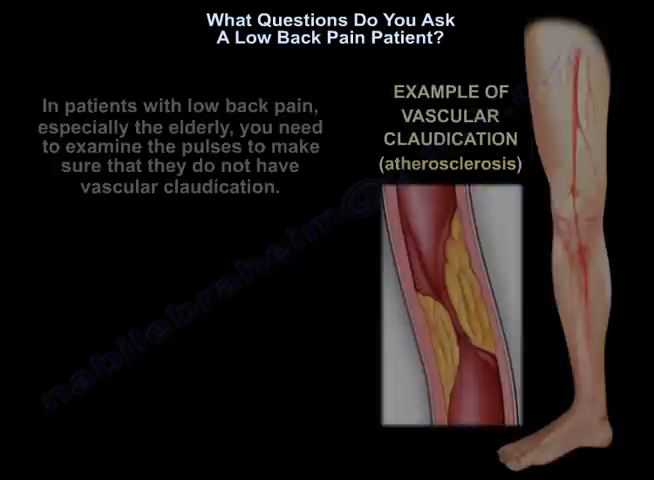 What Questions Do You Ask
A Low Back Pain Patient?
In patients with low back pain,
especially the elderly, you need
to examine the pulses to make
sure that they do not have
vascular claudication.
EXAMPLE OF
VASCULAR
CLAUDICATION
(atherosclerosis)
nabilebraheim@